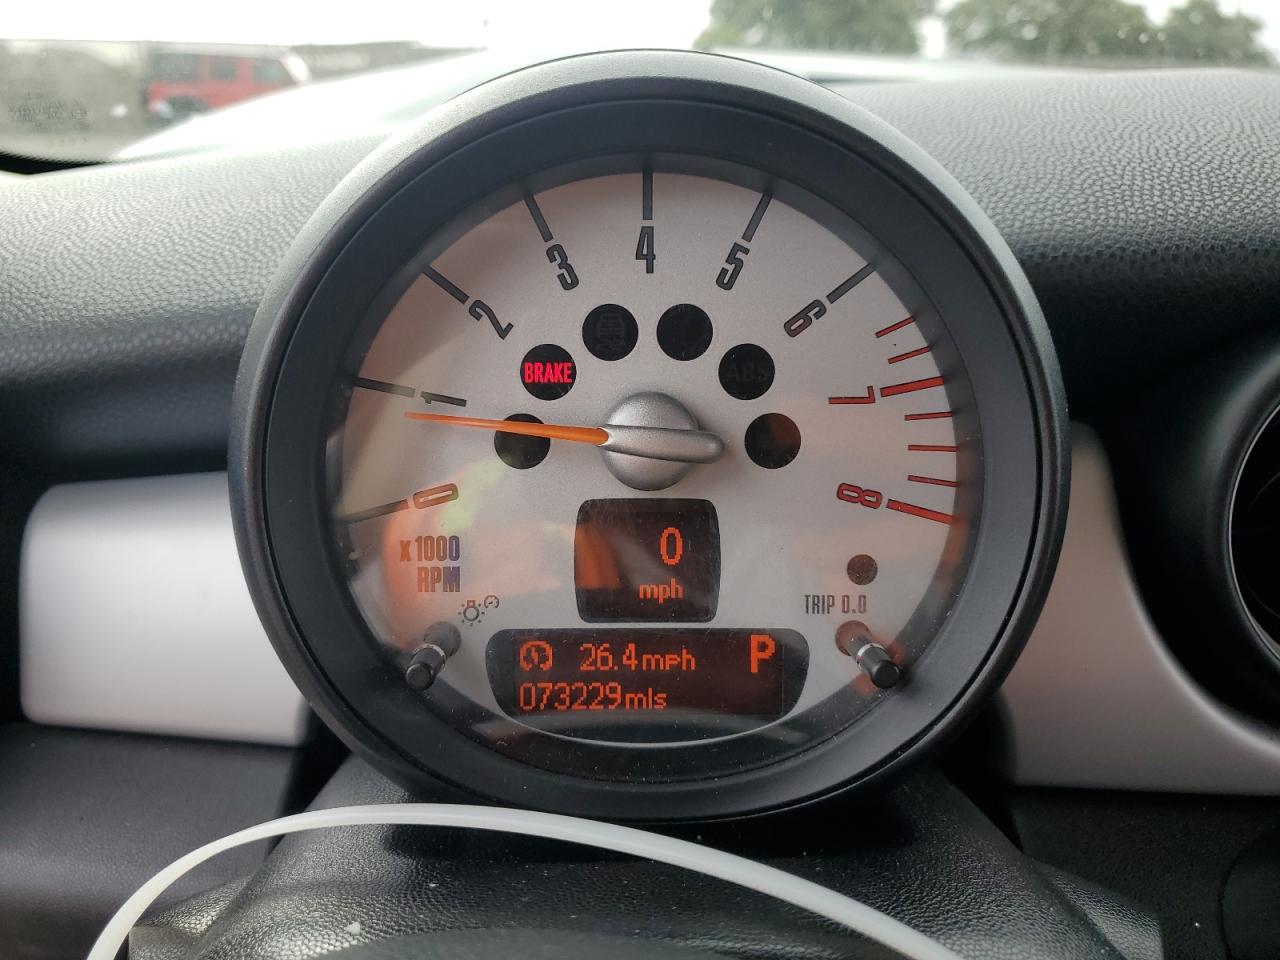 0
1
2
3
4
5
6
7
8
BRAKE
ABS
x1000
RPM
0
mph
TRIP 0.0
26.4mph P
073229mls